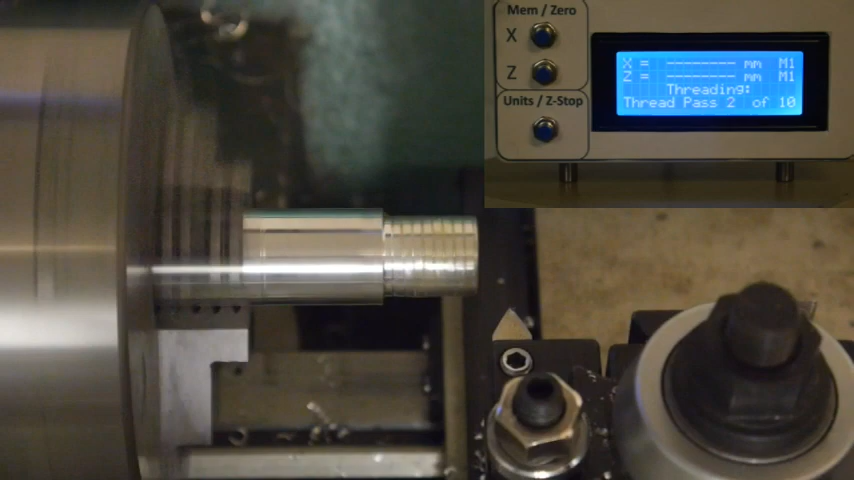 Mem / Zero
X
Z
Units / Z-Stop
X = -------- mm M1
Z = -------- mm M1
Threading:
Thread Pass 2 of 10